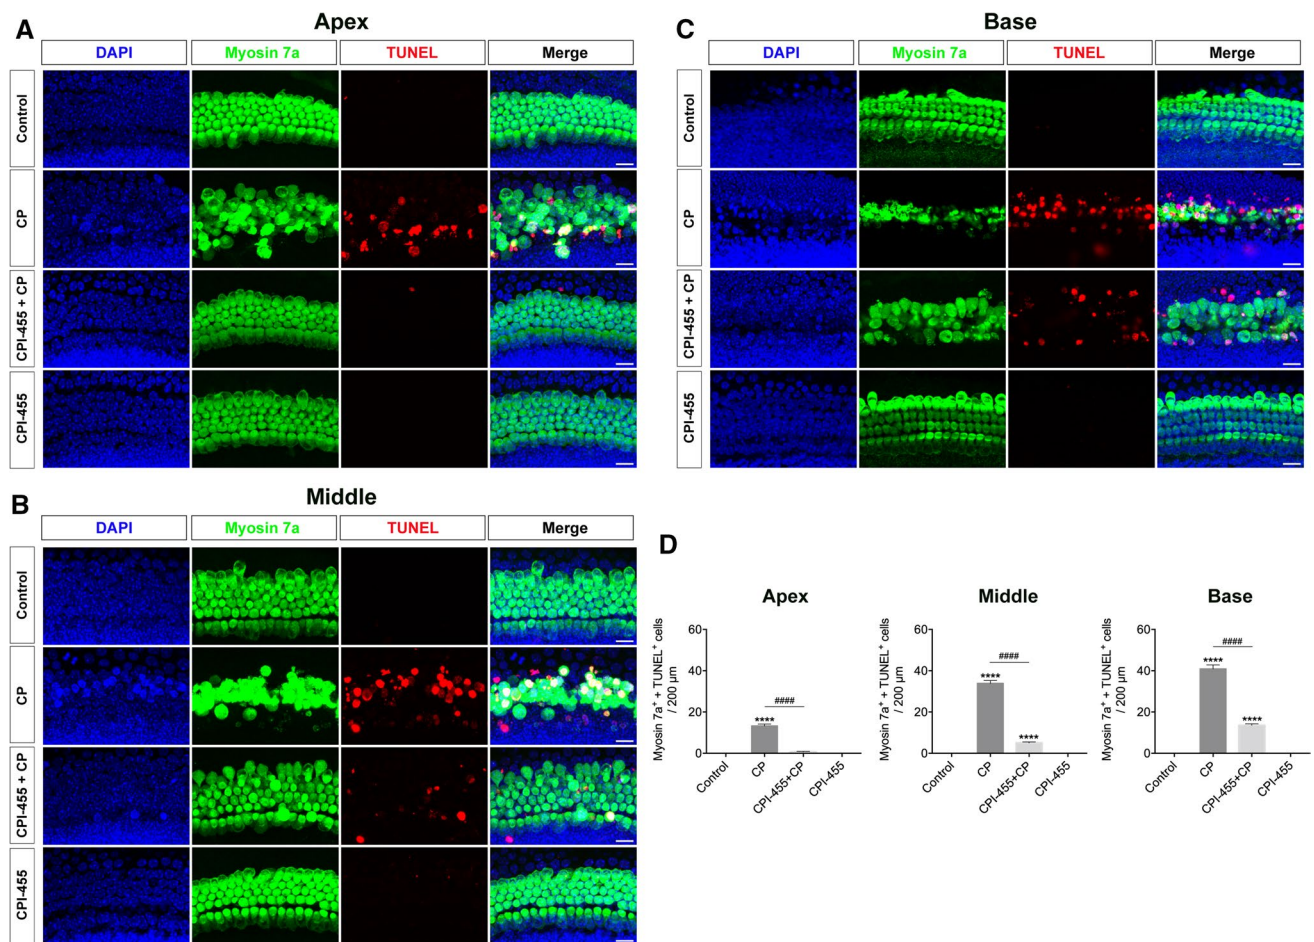 A
Apex
DAPI
Myosin 7a
TUNEL
Merge
Control
CP
CPI-455 + CP
CPI-455
B
Middle
DAPI
Myosin 7a
TUNEL
Merge
Control
CP
CPI-455 + CP
CPI-455
C
Base
DAPI
Myosin 7a
TUNEL
Merge
Control
CP
CPI-455 + CP
CPI-455
D
Apex
Myosin 7a⁺ + TUNEL⁺ cells
/ 200 µm
60
40
20
0
****
####
Control
CP
CPI-455+CP
CPI-455
Middle
Myosin 7a⁺ + TUNEL⁺ cells
/ 200 µm
60
40
20
0
****
####
****
Control
CP
CPI-455+CP
CPI-455
Base
Myosin 7a⁺ + TUNEL⁺ cells
/ 200 µm
60
40
20
0
****
####
****
Control
CP
CPI-455+CP
CPI-455